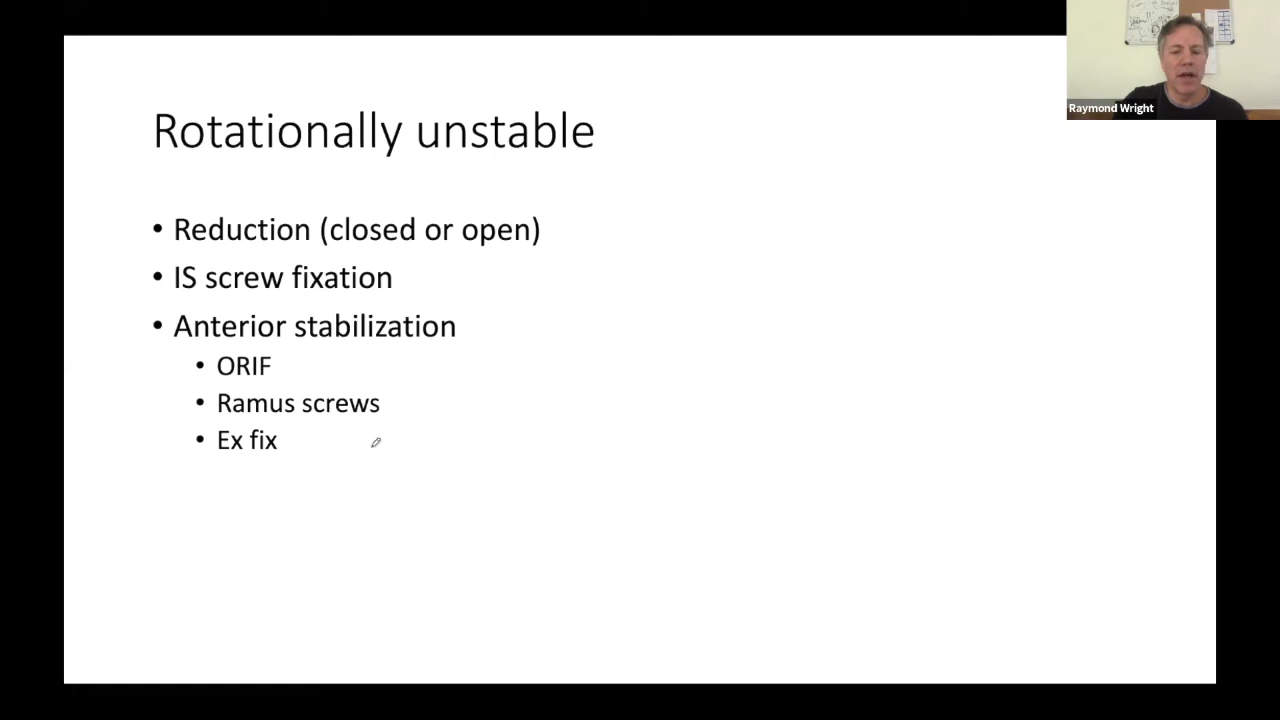 Raymond Wright
Rotationally unstable
• Reduction (closed or open)
• IS screw fixation
• Anterior stabilization
• ORIF
• Ramus screws
• Ex fix